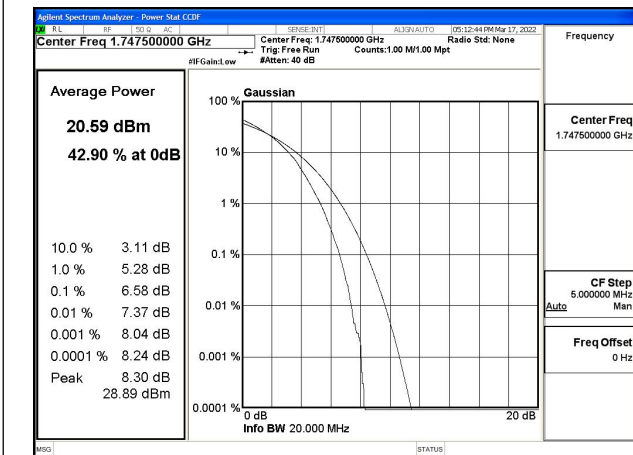 Agilent Spectrum Analyzer - Power Stat CCDF
RL RF 50 Ω AC SENSE:INT ALIGN AUTO 05:12:44 PM Mar 17, 2022
Center Freq 1.747500000 GHz
Center Freq: 1.747500000 GHz Radio Std: None
Trig: Free Run Counts:1.00 M/1.00 Mpt
#IFGain:Low #Atten: 40 dB
Frequency
Average Power
20.59 dBm
42.90 % at 0dB
10.0 % 3.11 dB
1.0 % 5.28 dB
0.1 % 6.58 dB
0.01 % 7.37 dB
0.001 % 8.04 dB
0.0001 % 8.24 dB
Peak 8.30 dB
28.89 dBm
Gaussian
100 %
10 %
1 %
0.1 %
0.01 %
0.001 %
0.0001 %
0 dB 20 dB
Info BW 20.000 MHz
Center Freq
1.747500000 GHz
CF Step
5.000000 MHz
Auto Man
Freq Offset
0 Hz
MSG STATUS